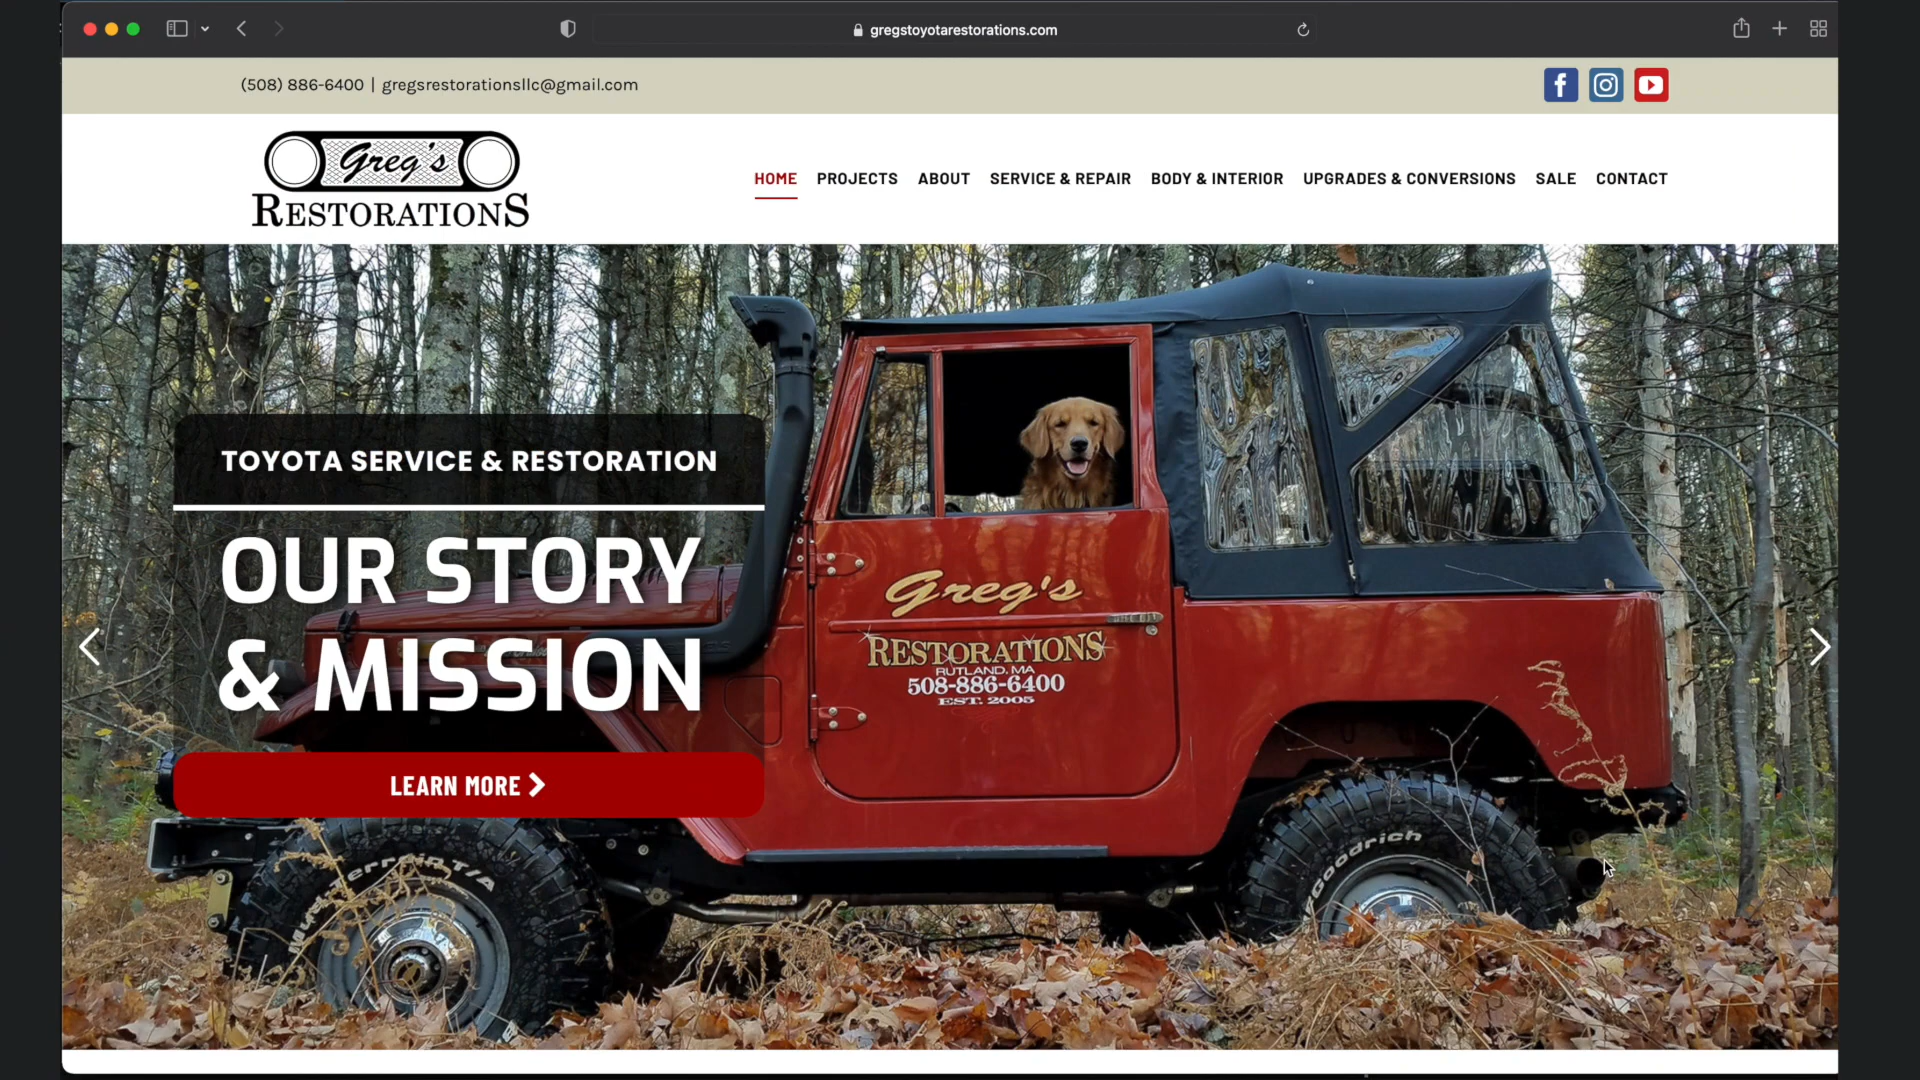 gregstoyotarestorations.com
(508) 886-6400 | gregsrestorationsllc@gmail.com
Greg's
RESTORATIONS
HOME PROJECTS ABOUT SERVICE & REPAIR BODY & INTERIOR UPGRADES & CONVERSIONS SALE CONTACT
TOYOTA SERVICE & RESTORATION
OUR STORY
& MISSION
LEARN MORE
Greg's
RESTORATIONS
RUTLAND, MA
508-886-6400
EST. 2005
Terrain T/A
BFGoodrich